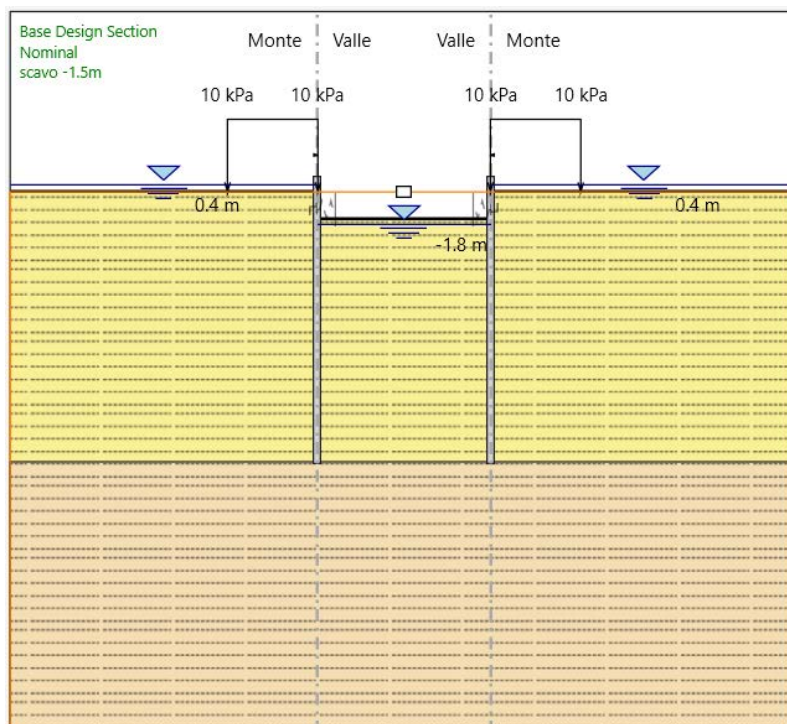 Base Design Section
Nominal
scavo -1.5m
Monte Valle Valle Monte
10 kPa 10 kPa 10 kPa 10 kPa
0.4 m 0.4 m
-1.8 m